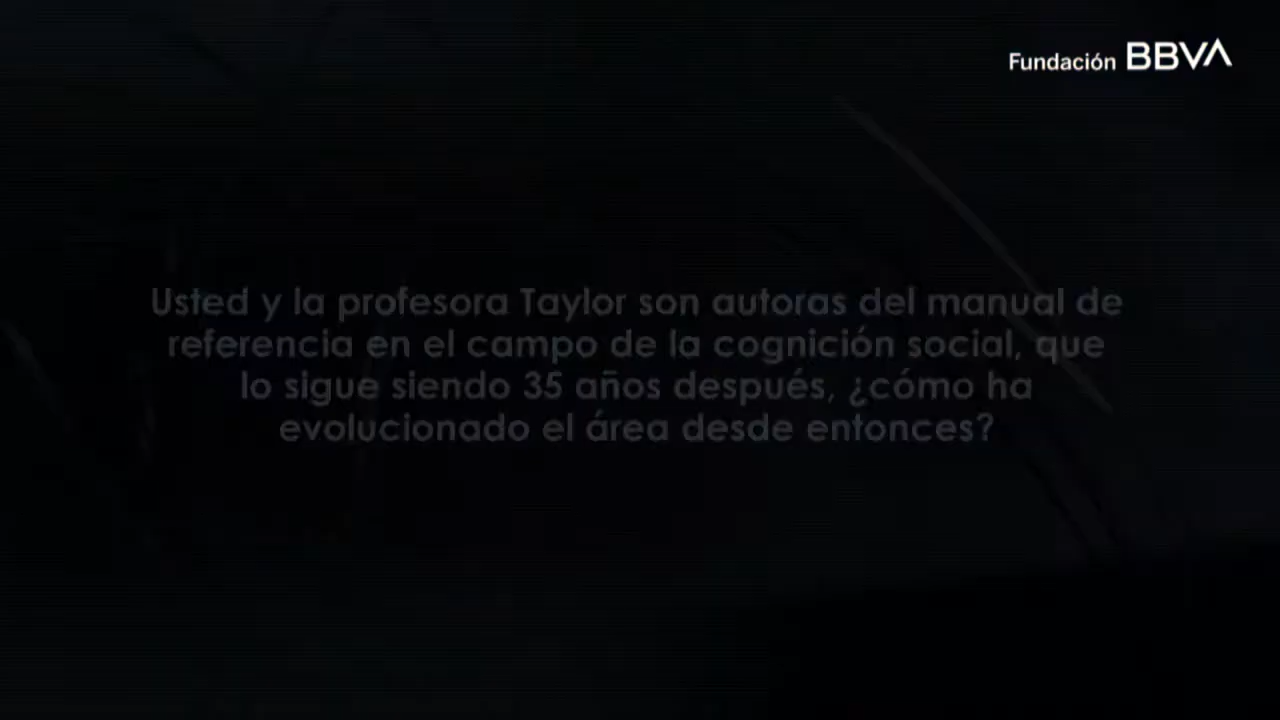 Fundación BBVA
Usted y la profesora Taylor son autoras del manual de
referencia en el campo de la cognición social, que
lo sigue siendo 35 años después, ¿cómo ha
evolucionado el área desde entonces?